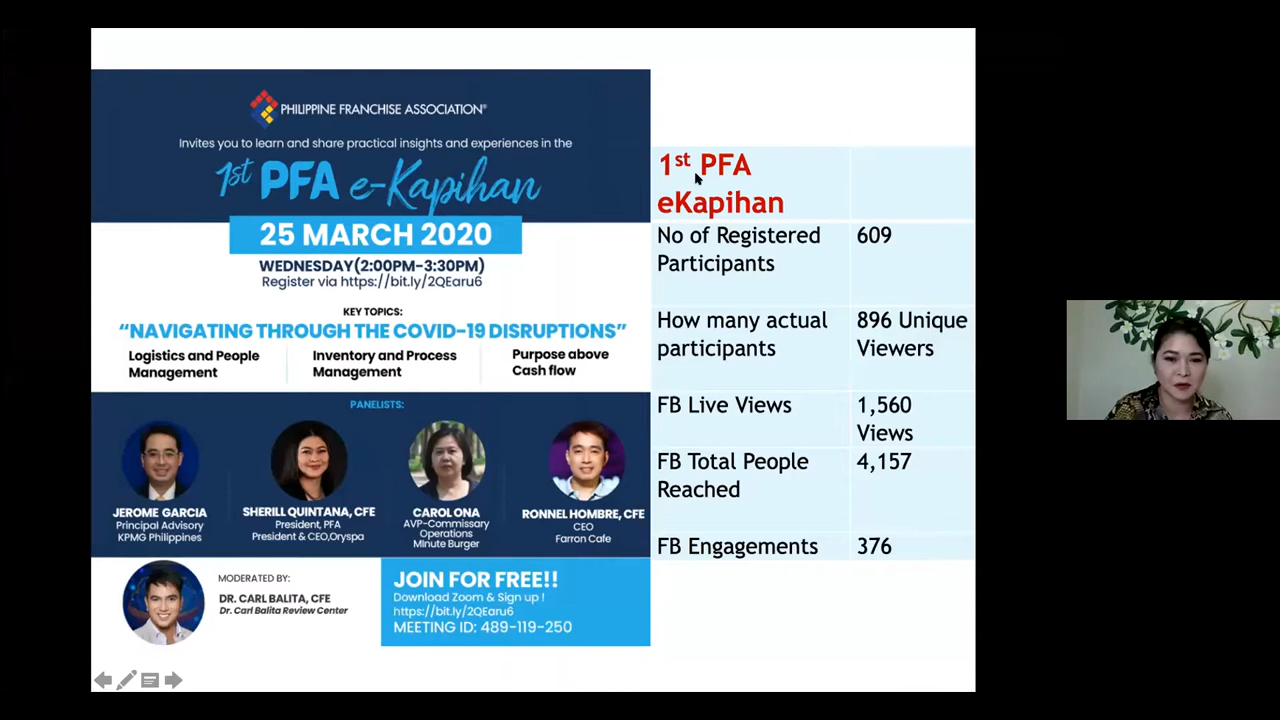 PHILIPPINE FRANCHISE ASSOCIATION®
Invites you to learn and share practical insights and experiences in the
1st PFA e-Kapihan
25 MARCH 2020
WEDNESDAY(2:00PM-3:30PM)
Register via https://bit.ly/2QEaru6
KEY TOPICS:
“NAVIGATING THROUGH THE COVID-19 DISRUPTIONS”
Logistics and People
Management
Inventory and Process
Management
Purpose above
Cash flow
PANELISTS:
JEROME GARCIA
Principal Advisory
KPMG Philippines
SHERILL QUINTANA, CFE
President, PFA
President & CEO,Oryspa
CAROL ONA
AVP-Commissary
Operations
Minute Burger
RONNEL HOMBRE, CFE
CEO
Farron Cafe
MODERATED BY:
DR. CARL BALITA, CFE
Dr. Carl Balita Review Center
JOIN FOR FREE!!
Download Zoom & Sign up !
https://bit.ly/2QEaru6
MEETING ID: 489-119-250
1st PFA
eKapihan
No of Registered
Participants
609
How many actual
participants
896 Unique
Viewers
FB Live Views
1,560
Views
FB Total People
Reached
4,157
FB Engagements
376